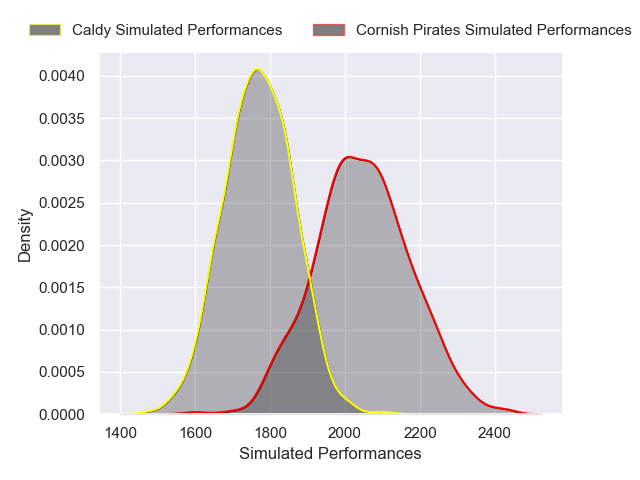 Caldy Simulated Performances
Cornish Pirates Simulated Performances
0.0040
0.0035
0.0030
0.0025
0.0020
0.0015
0.0010
0.0005
0.0000
Density
1400 1600 1800 2000 2200 2400
Simulated Performances